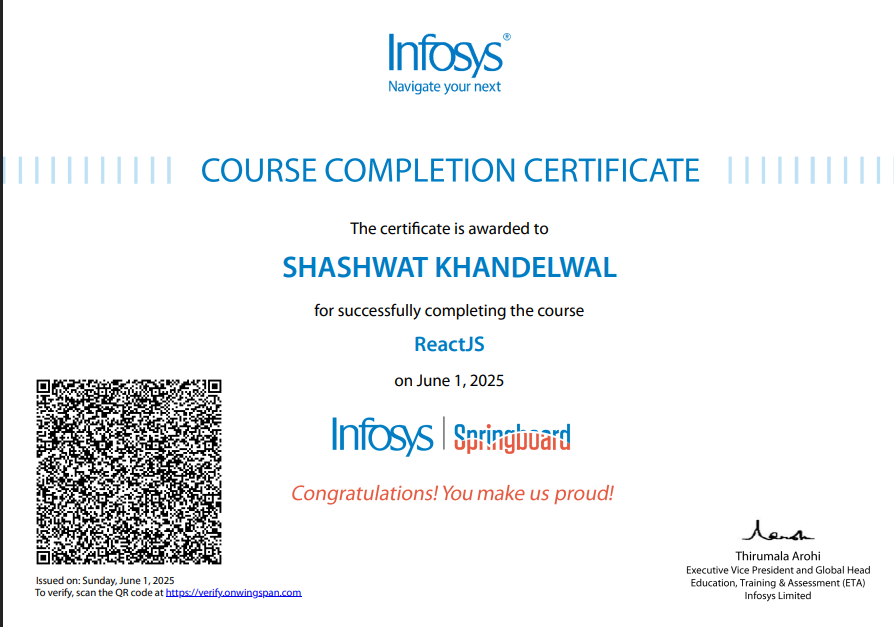 Infosys®
Navigate your next
COURSE COMPLETION CERTIFICATE
The certificate is awarded to
SHASHWAT KHANDELWAL
for successfully completing the course
ReactJS
on June 1, 2025
Infosys | Springboard
Congratulations! You make us proud!
Issued on: Sunday, June 1, 2025
To verify, scan the QR code at https://verify.onwingspan.com
Thirumala Arohi
Executive Vice President and Global Head
Education, Training & Assessment (ETA)
Infosys Limited